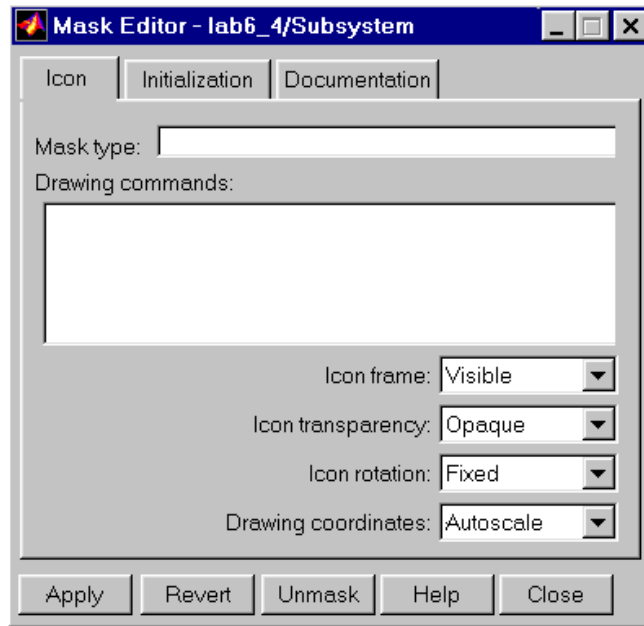 Mask Editor - lab6_4/Subsystem
Icon Initialization Documentation
Mask type:
Drawing commands:
Icon frame: Visible
Icon transparency: Opaque
Icon rotation: Fixed
Drawing coordinates: Autoscale
Apply Revert Unmask Help Close